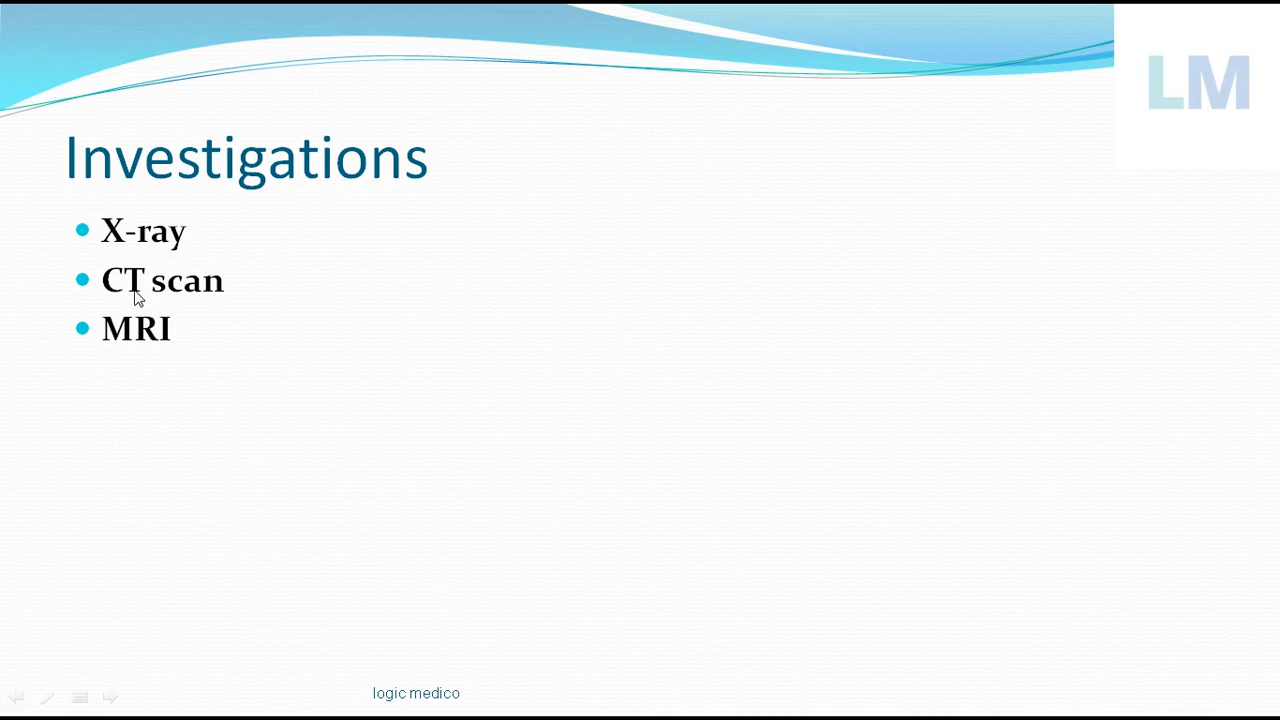 LM
Investigations
X-ray
CT scan
MRI
logic medico